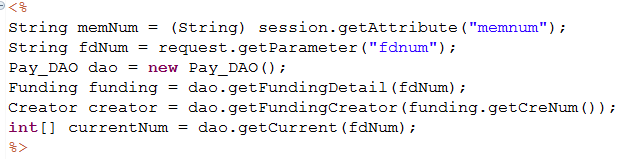 <%
String memNum = (String) session.getAttribute("memnum");
String fdNum = request.getParameter("fdnum");
Pay_DAO dao = new Pay_DAO();
Funding funding = dao.getFundingDetail(fdNum);
Creator creator = dao.getFundingCreator(funding.getCreNum());
int[] currentNum = dao.getCurrent(fdNum);
%>